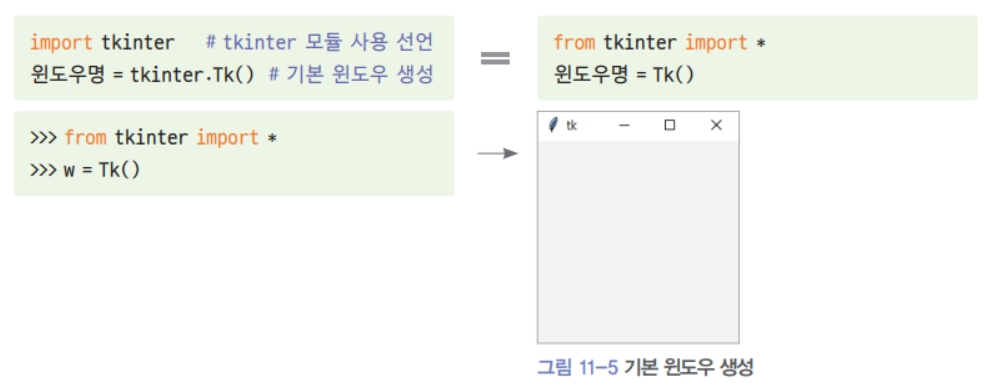 import tkinter # tkinter 모듈 사용 선언
윈도우명 = tkinter.Tk() # 기본 윈도우 생성
=
from tkinter import *
윈도우명 = Tk()
>>> from tkinter import *
>>> w = Tk()
tk
그림 11-5 기본 윈도우 생성